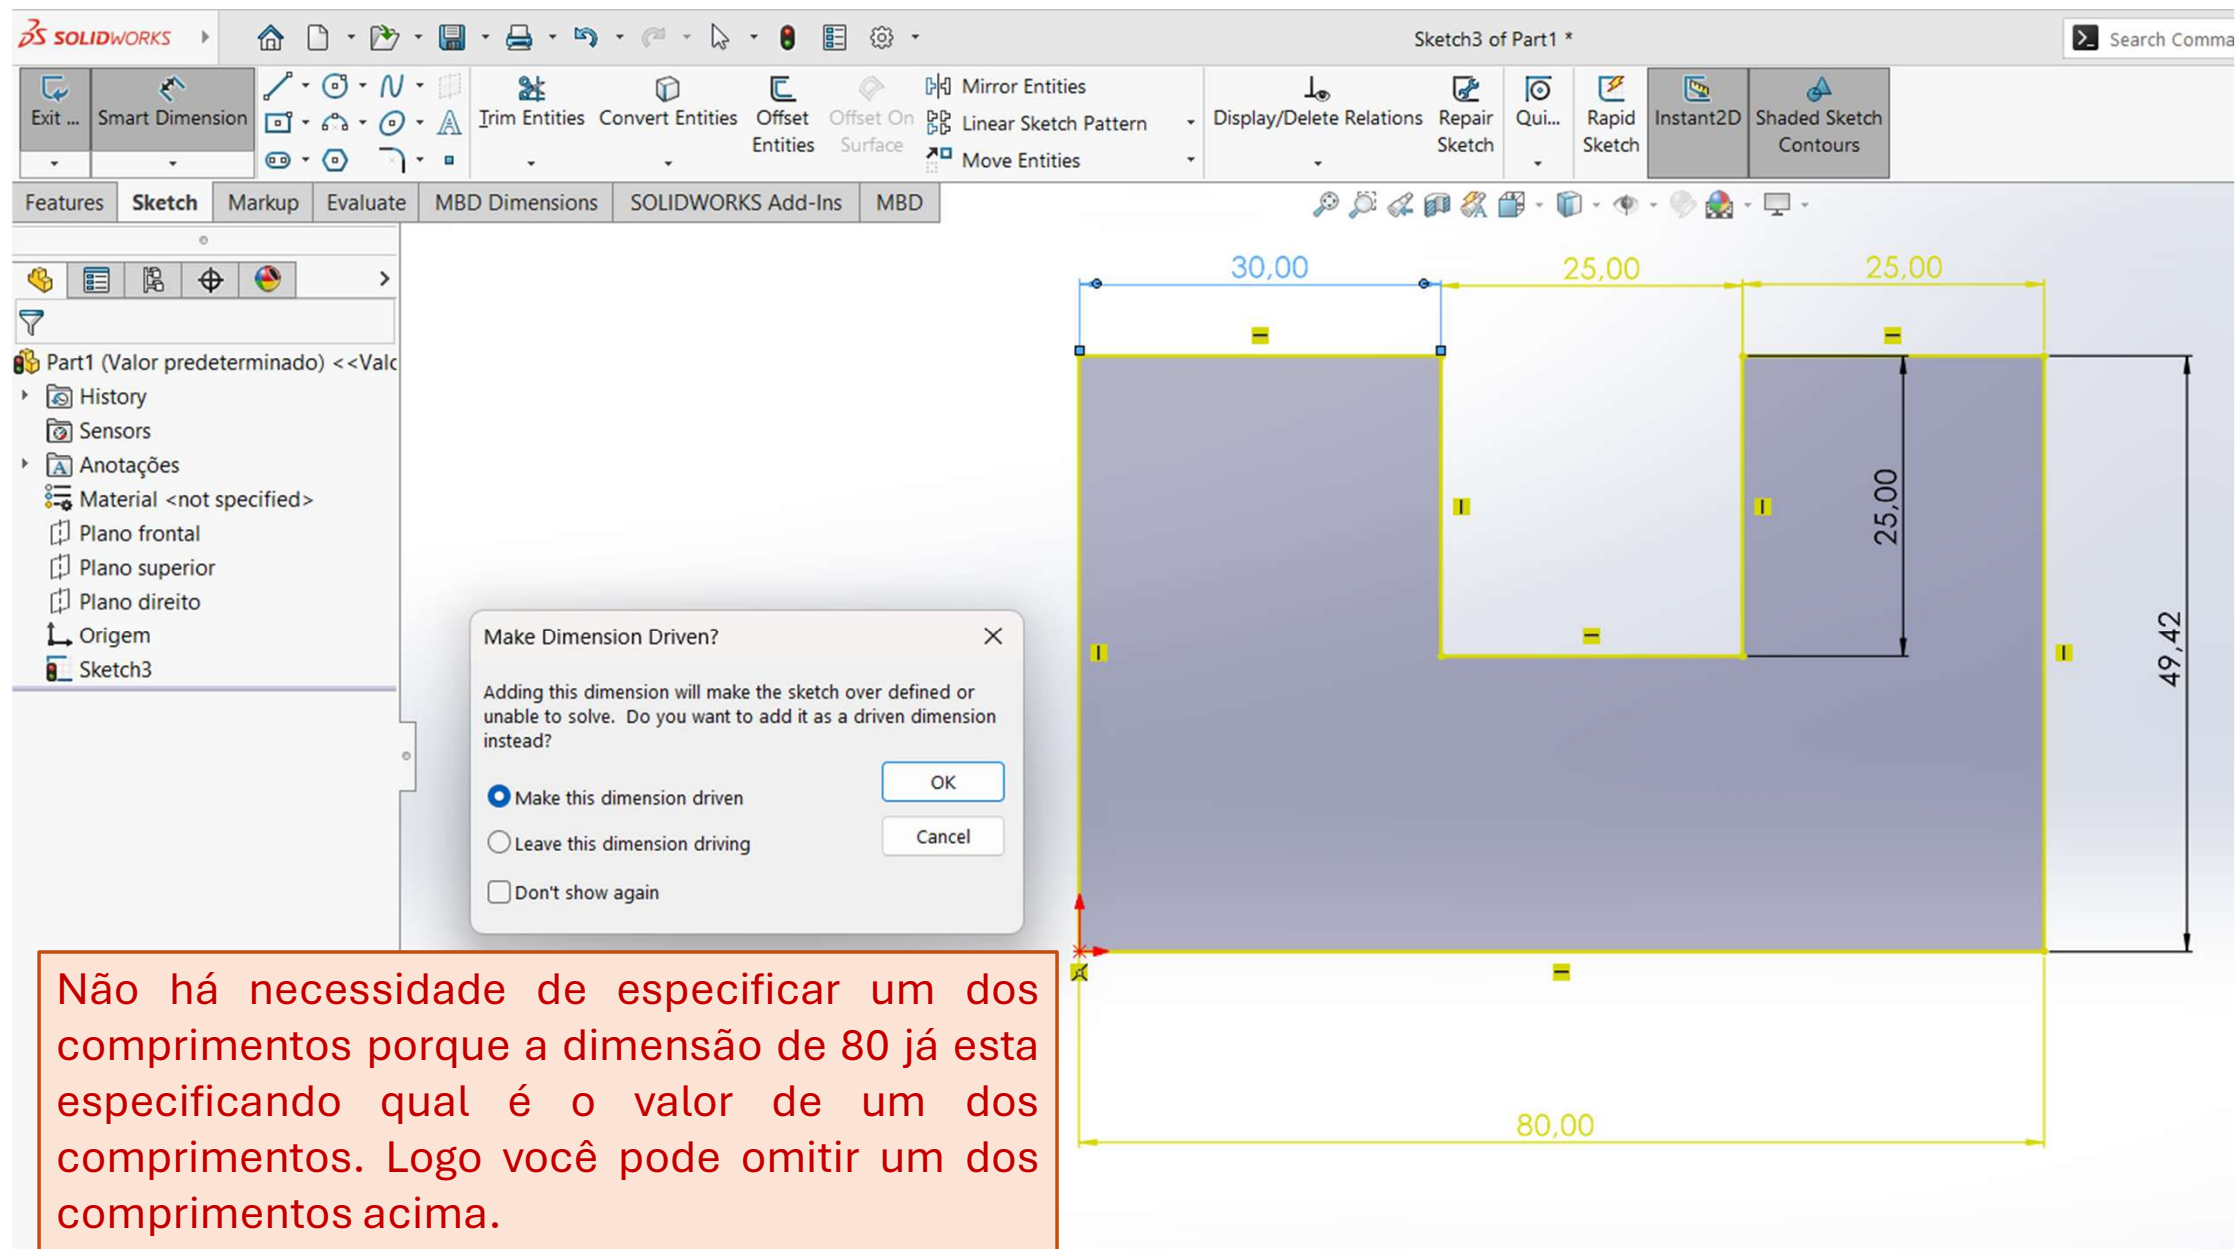 SOLIDWORKS
Sketch3 of Part1 *
Search Comma
Exit ...
Smart Dimension
Trim Entities
Convert Entities
Offset Entities
Offset On Surface
Mirror Entities
Linear Sketch Pattern
Move Entities
Display/Delete Relations
Repair Sketch
Qui...
Rapid Sketch
Instant2D
Shaded Sketch Contours
Features Sketch Markup Evaluate MBD Dimensions SOLIDWORKS Add-Ins MBD
Part1 (Valor predeterminado) <<Valc
History
Sensors
Anotações
Material <not specified>
Plano frontal
Plano superior
Plano direito
Origem
Sketch3
30,00
25,00
25,00
25,00
49,42
80,00
Make Dimension Driven?
Adding this dimension will make the sketch over defined or
unable to solve. Do you want to add it as a driven dimension
instead?
Make this dimension driven
Leave this dimension driving
Don't show again
OK
Cancel
Não há necessidade de especificar um dos
comprimentos porque a dimensão de 80 já esta
especificando qual é o valor de um dos
comprimentos. Logo você pode omitir um dos
comprimentos acima.